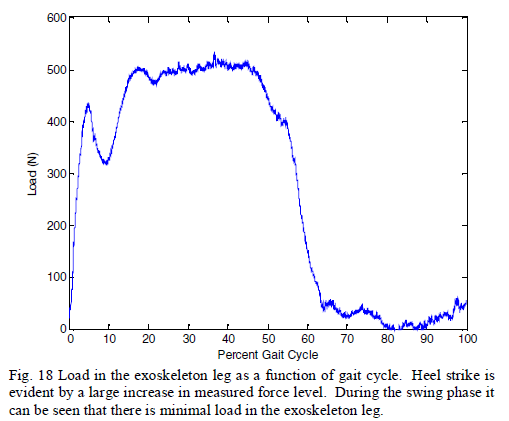 600
500
400
300
200
100
0
Load (N)
0 10 20 30 40 50 60 70 80 90 100
Percent Gait Cycle
Fig. 18 Load in the exoskeleton leg as a function of gait cycle. Heel strike is
evident by a large increase in measured force level. During the swing phase it
can be seen that there is minimal load in the exoskeleton leg.